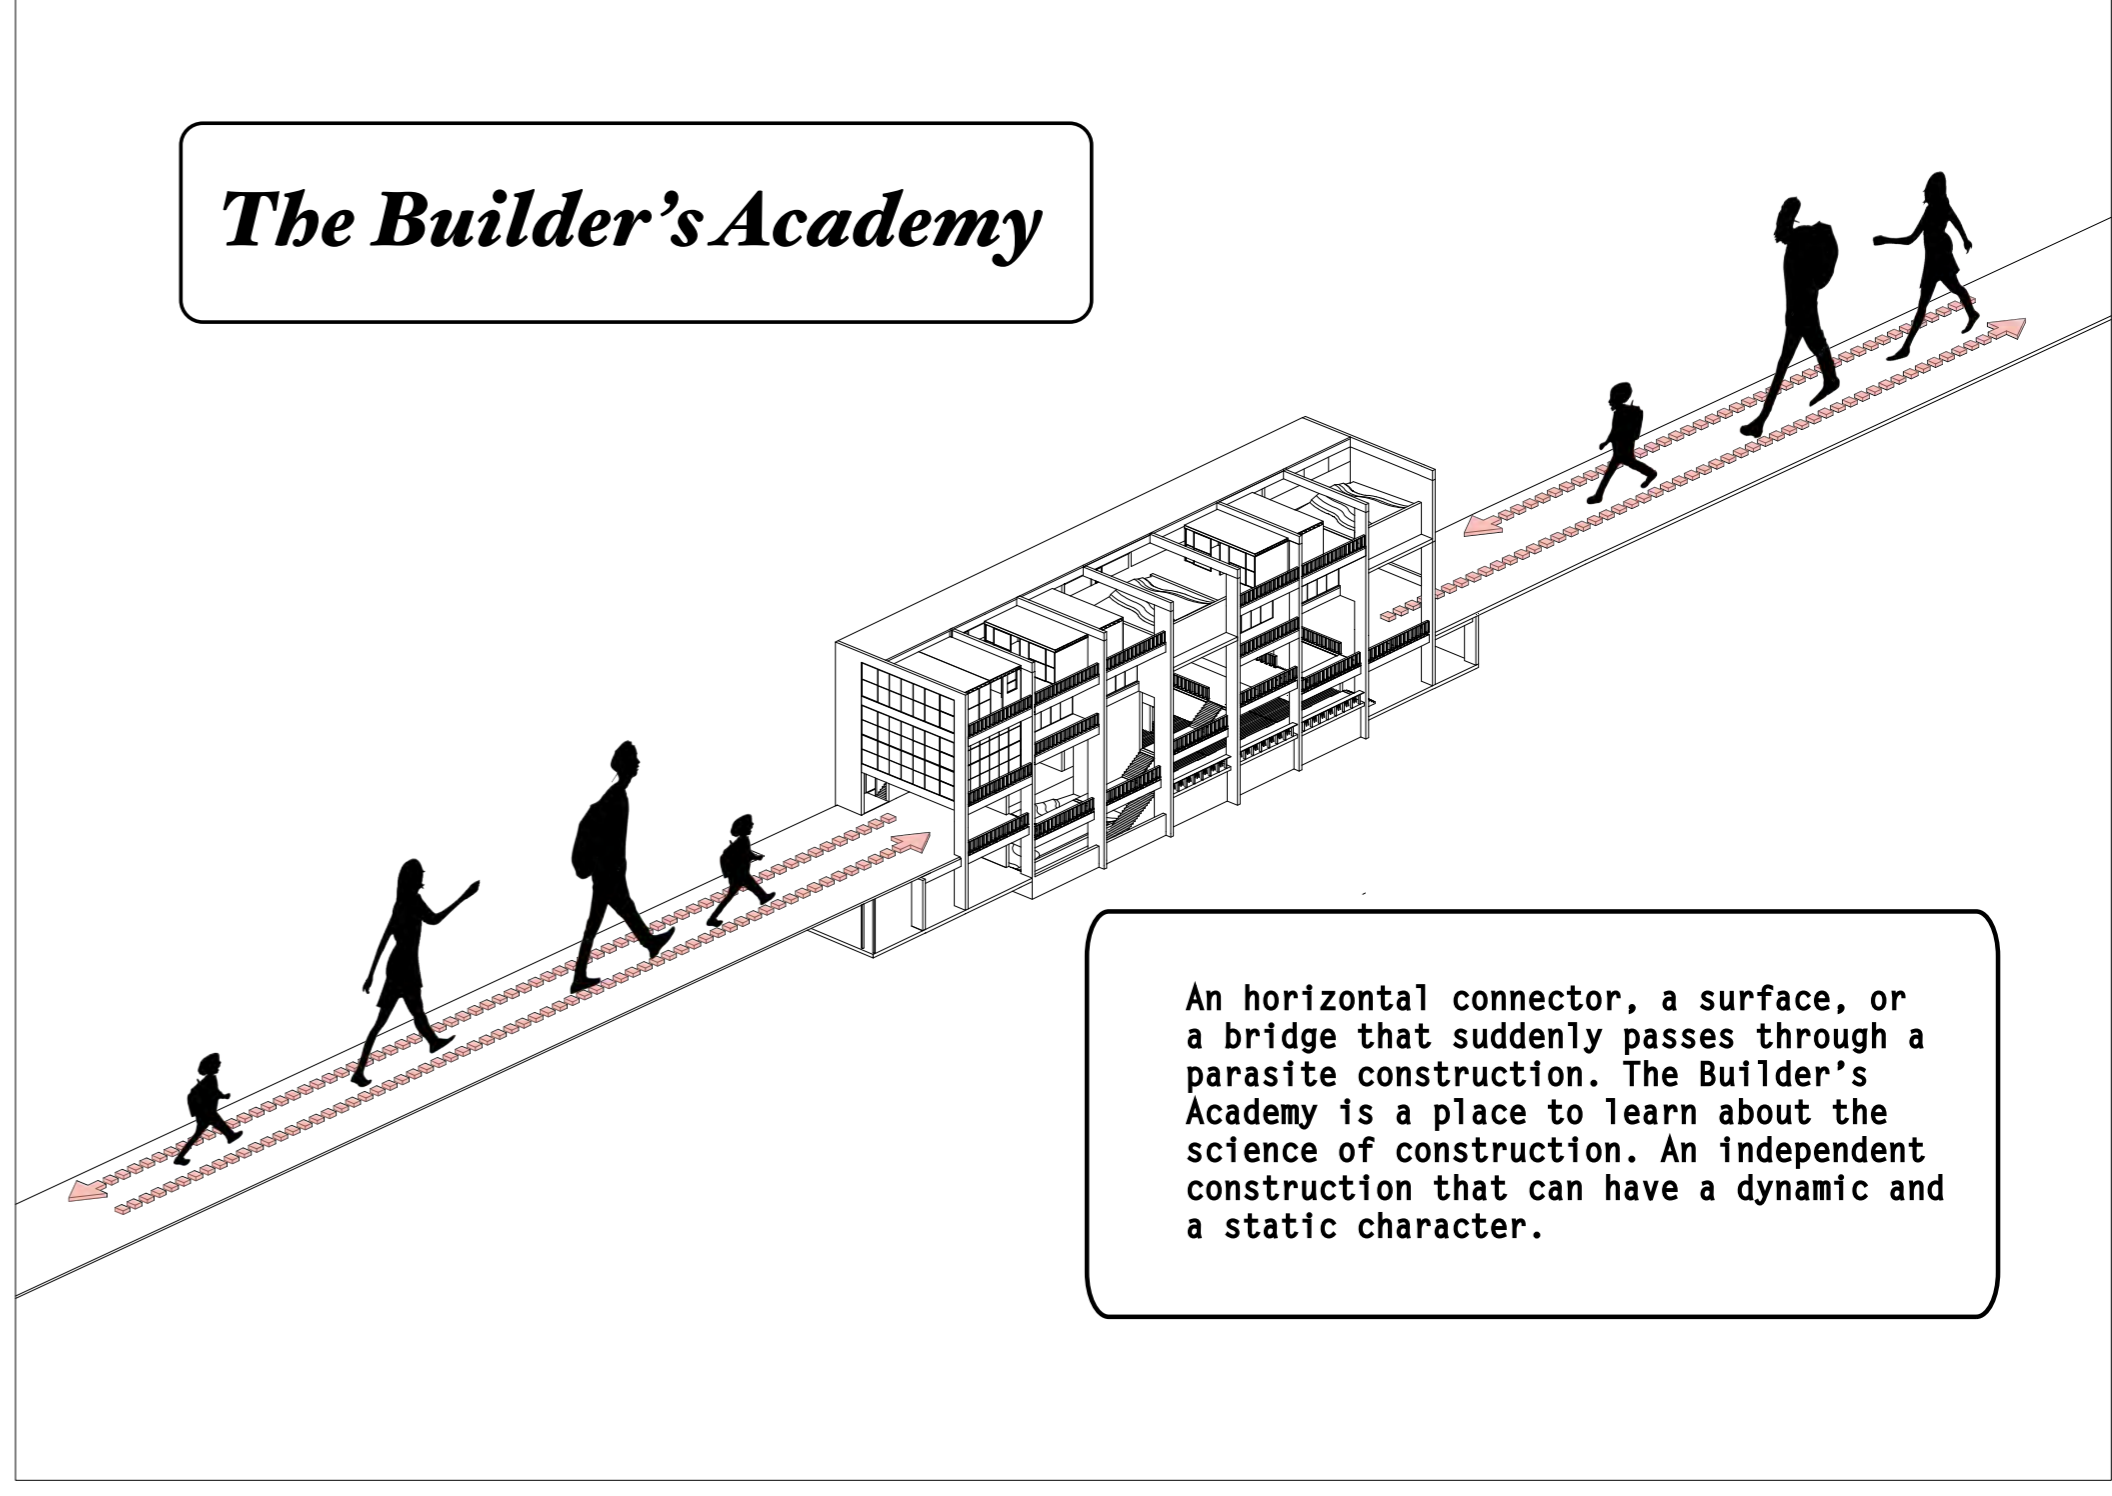 The Builder’s Academy
An horizontal connector, a surface, or
a bridge that suddenly passes through a
parasite construction. The Builder’s
Academy is a place to learn about the
science of construction. An independent
construction that can have a dynamic and
a static character.